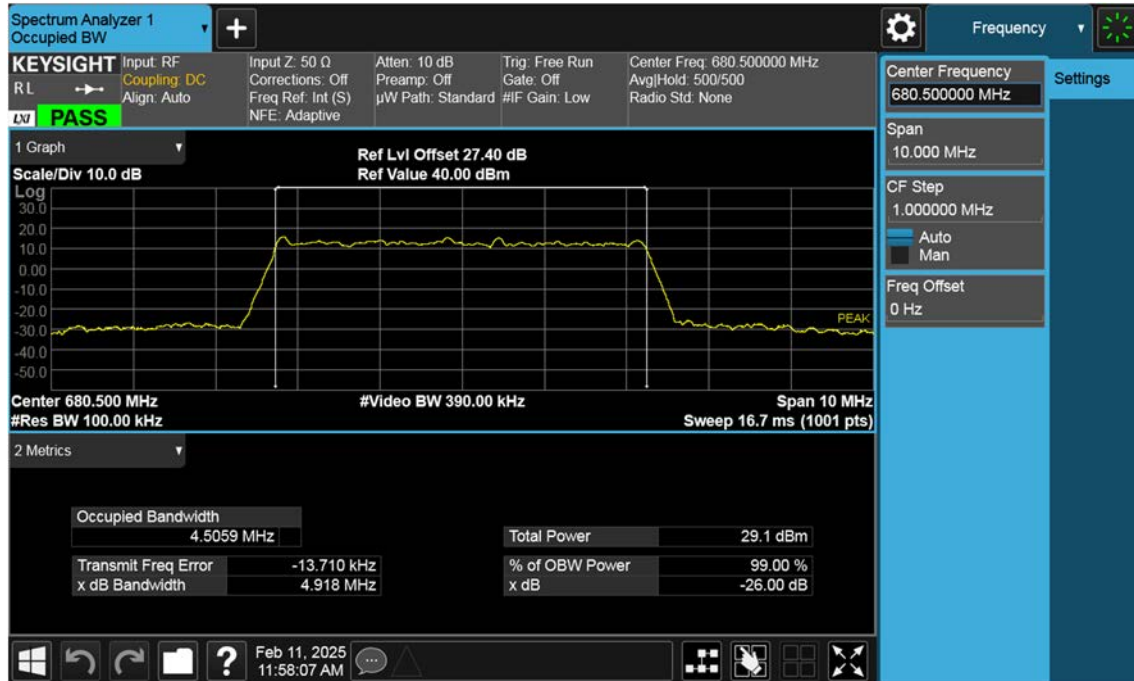 Spectrum Analyzer 1
Occupied BW
Frequency
KEYSIGHT
R L
LXI PASS
Input: RF
Coupling: DC
Align: Auto
Input Z: 50 Ω
Corrections: Off
Freq Ref: Int (S)
NFE: Adaptive
Atten: 10 dB
Preamp: Off
µW Path: Standard
Trig: Free Run
Gate: Off
#IF Gain: Low
Center Freq: 680.500000 MHz
Avg|Hold: 500/500
Radio Std: None
Center Frequency
680.500000 MHz
Settings
Span
10.000 MHz
CF Step
1.000000 MHz
Auto
Man
Freq Offset
0 Hz
1 Graph
Scale/Div 10.0 dB
Ref Lvl Offset 27.40 dB
Ref Value 40.00 dBm
Log
30.0
20.0
10.0
0.00
-10.0
-20.0
-30.0
-40.0
-50.0
PEAK
Center 680.500 MHz
#Video BW 390.00 kHz
Span 10 MHz
#Res BW 100.00 kHz
Sweep 16.7 ms (1001 pts)
2 Metrics
Occupied Bandwidth
4.5059 MHz
Total Power 29.1 dBm
Transmit Freq Error -13.710 kHz
% of OBW Power 99.00 %
x dB Bandwidth 4.918 MHz
x dB -26.00 dB
?
Feb 11, 2025
11:58:07 AM